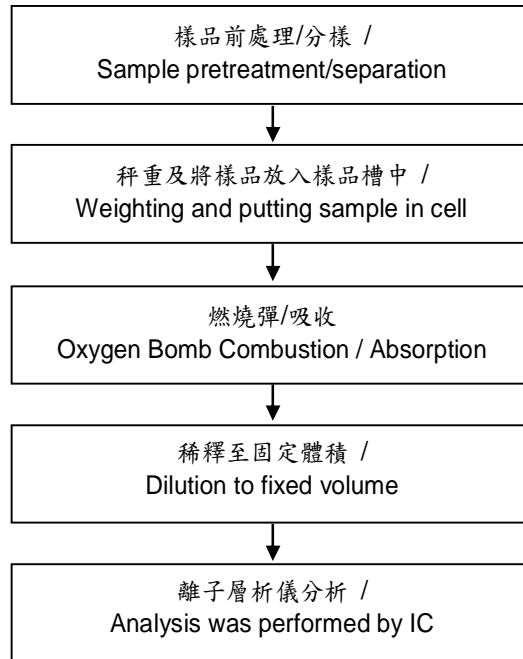 樣品前處理/分樣 /
Sample pretreatment/separation
秤重及將樣品放入樣品槽中 /
Weighting and putting sample in cell
燃燒彈/吸收
Oxygen Bomb Combustion / Absorption
稀釋至固定體積 /
Dilution to fixed volume
離子層析儀分析 /
Analysis was performed by IC